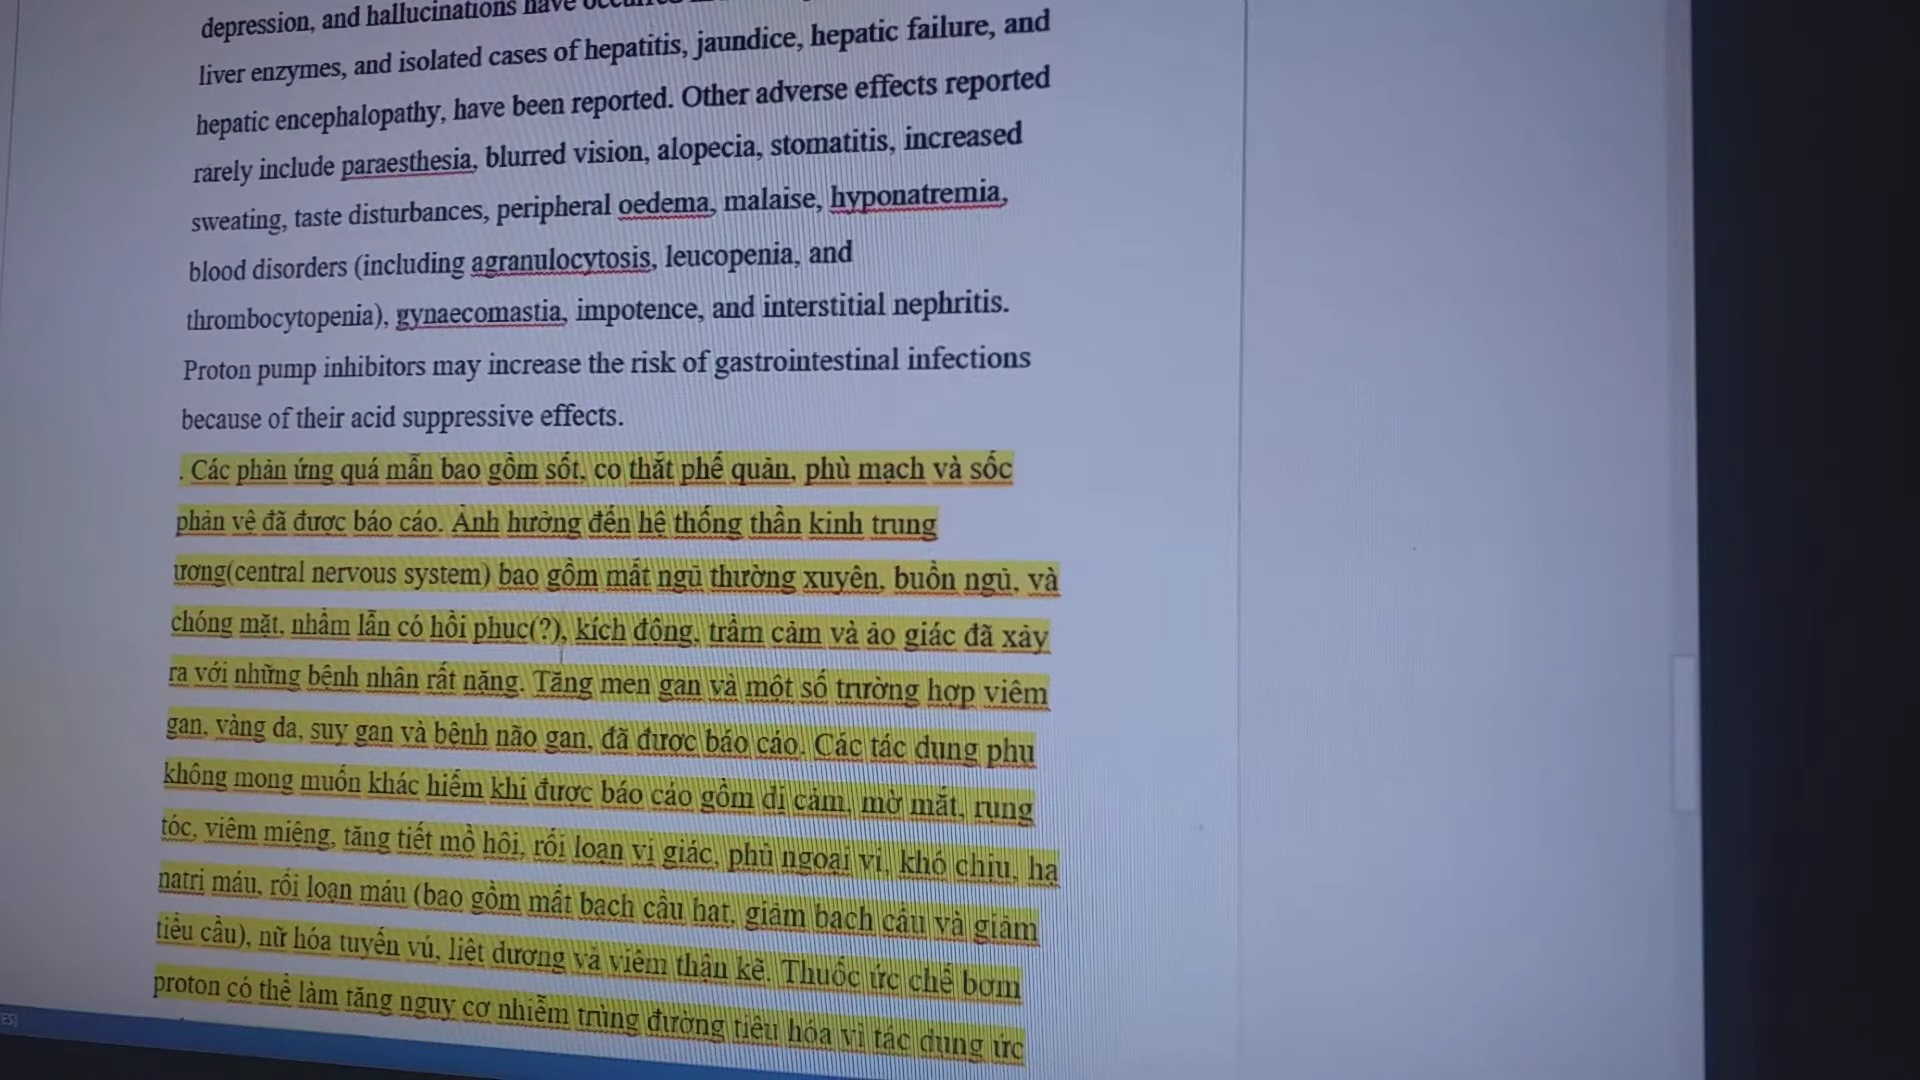 depression, and hallucinations have
liver enzymes, and isolated cases of hepatitis, jaundice, hepatic failure, and
hepatic encephalopathy, have been reported. Other adverse effects reported
rarely include paraesthesia, blurred vision, alopecia, stomatitis, increased
sweating, taste disturbances, peripheral oedema, malaise, hyponatremia,
blood disorders (including agranulocytosis, leucopenia, and
thrombocytopenia), gynaecomastia, impotence, and interstitial nephritis.
Proton pump inhibitors may increase the risk of gastrointestinal infections
because of their acid suppressive effects.
. Các phản ứng quá mẫn bao gồm sốt, co thắt phế quản, phù mạch và sốc
phản vệ đã được báo cáo. Ảnh hưởng đến hệ thống thần kinh trung
ương(central nervous system) bao gồm mất ngủ thường xuyên, buồn ngủ, và
chóng mặt, nhầm lẫn có hồi phục(?), kích động, trầm cảm và ảo giác đã xảy
ra với những bệnh nhân rất nặng. Tăng men gan và một số trường hợp viêm
gan, vàng da, suy gan và bệnh não gan, đã được báo cáo. Các tác dụng phụ
không mong muốn khác hiếm khi được báo cáo gồm dị cảm, mờ mắt, rụng
tóc, viêm miệng, tăng tiết mồ hôi, rối loạn vị giác, phù ngoại vi, khó chịu, hạ
natri máu, rối loạn máu (bao gồm mất bạch cầu hạt, giảm bạch cầu và giảm
tiểu cầu), nữ hóa tuyến vú, liệt dương và viêm thận kẽ. Thuốc ức chế bơm
proton có thể làm tăng nguy cơ nhiễm trùng đường tiêu hóa vì tác dụng ức